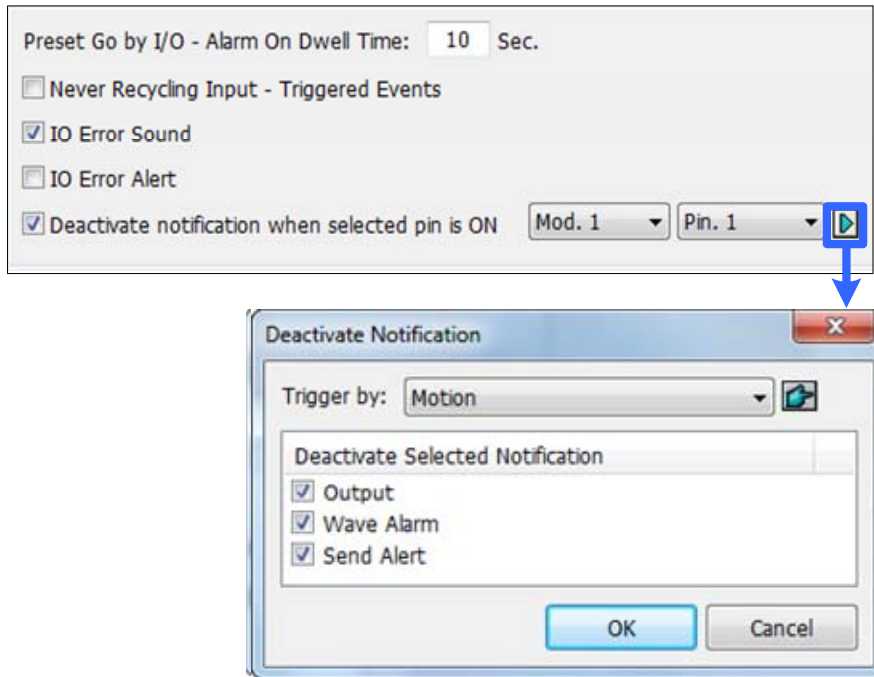 Preset Go by I/O - Alarm On Dwell Time: 10 Sec.
Never Recycling Input - Triggered Events
IO Error Sound
IO Error Alert
Deactivate notification when selected pin is ON Mod. 1 Pin. 1
Deactivate Notification
Trigger by: Motion
Deactivate Selected Notification
Output
Wave Alarm
Send Alert
OK Cancel